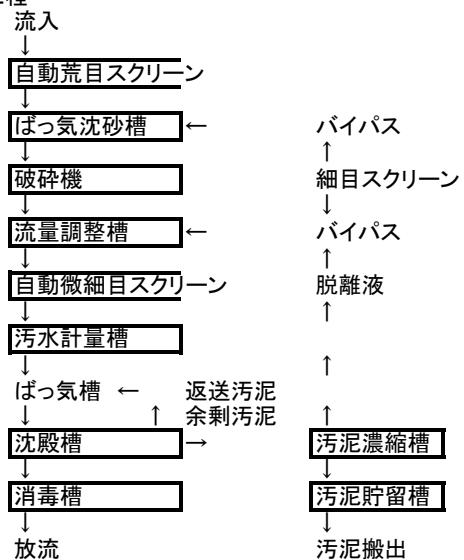 流入
↓
自動荒目スクリーン
↓
ばっ気沈砂槽 ← バイパス
↓ ↑
破砕機 細目スクリーン
↓ ↓
流量調整槽 ← バイパス
↓ ↑
自動微細目スクリーン 脱離液
↓ ↑
汚水計量槽
↓ ↑
ばっ気槽 ← 返送汚泥
↓ ↑ 余剰汚泥 ↑
沈殿槽 → 汚泥濃縮槽
↓ ↓
消毒槽 汚泥貯留槽
↓ ↓
放流 汚泥搬出